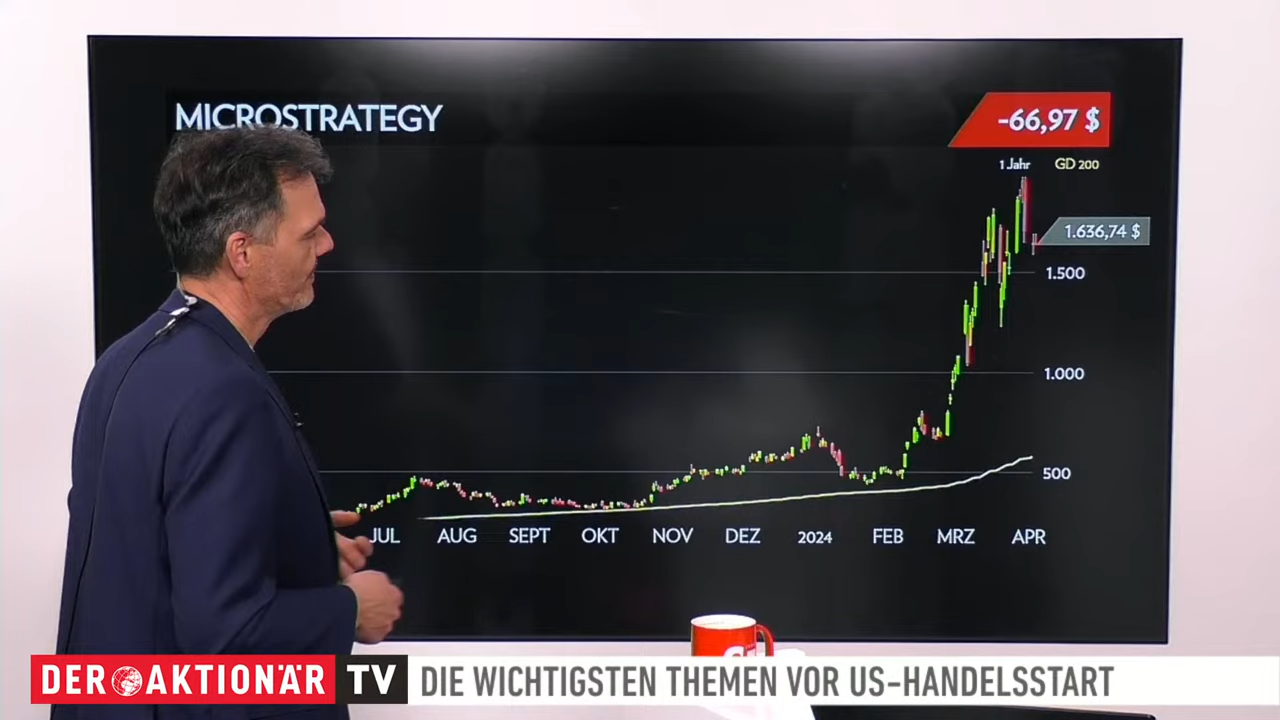 MICROSTRATEGY
-66,97 $
1 Jahr GD 200
1.636,74 $
1.500
1.000
500
JUL AUG SEPT OKT NOV DEZ 2024 FEB MRZ APR
DER AKTIONÄR TV DIE WICHTIGSTEN THEMEN VOR US-HANDELSSTART